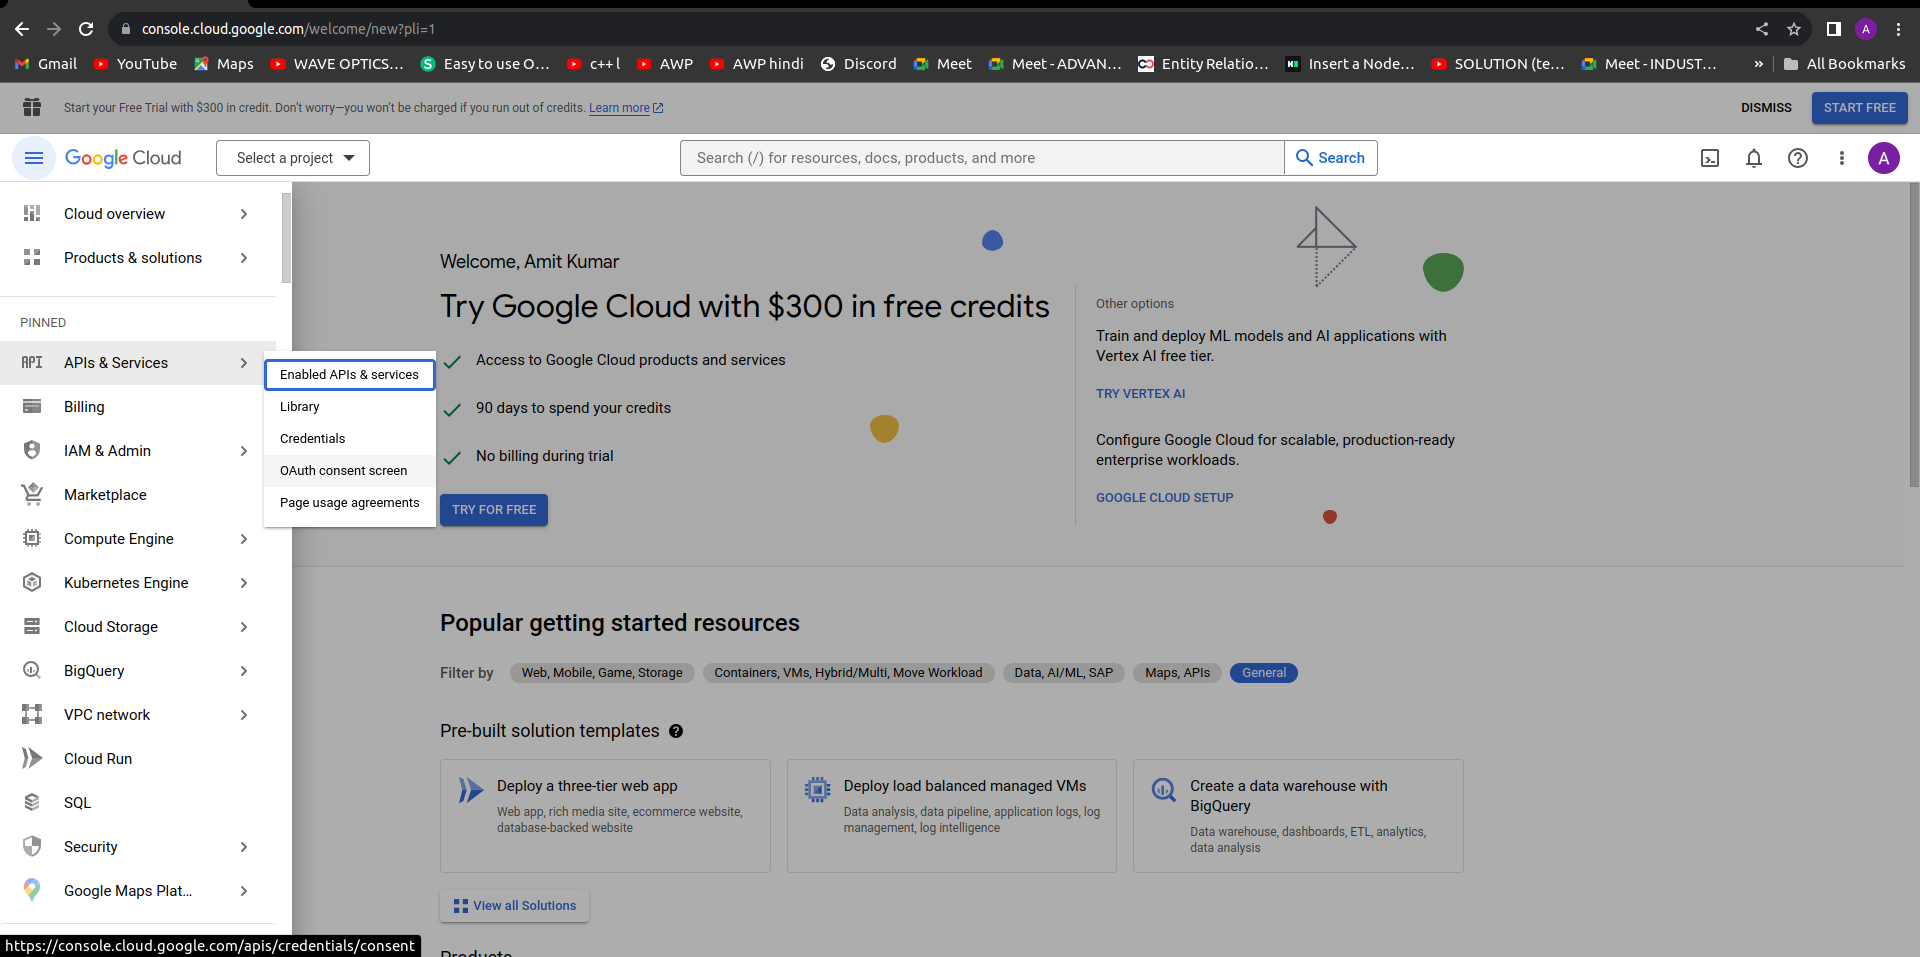 console.cloud.google.com/welcome/new?pli=1
A
Gmail YouTube Maps WAVE OPTICS... Easy to use O... c++ l AWP AWP hindi Discord Meet Meet - ADVAN... Entity Relatio... Insert a Node... SOLUTION (te... Meet - INDUST... » All Bookmarks
Start your Free Trial with $300 in credit. Don’t worry—you won’t be charged if you run out of credits. Learn more
DISMISS START FREE
Google Cloud Select a project Search (/) for resources, docs, products, and more Search A
Cloud overview
Products & solutions
PINNED
API APIs & Services
Billing
IAM & Admin
Marketplace
Compute Engine
Kubernetes Engine
Cloud Storage
BigQuery
VPC network
Cloud Run
SQL
Security
Google Maps Plat...
Enabled APIs & services
Library
Credentials
OAuth consent screen
Page usage agreements
Welcome, Amit Kumar
Try Google Cloud with $300 in free credits
Access to Google Cloud products and services
90 days to spend your credits
No billing during trial
TRY FOR FREE
Other options
Train and deploy ML models and AI applications with
Vertex AI free tier.
TRY VERTEX AI
Configure Google Cloud for scalable, production-ready
enterprise workloads.
GOOGLE CLOUD SETUP
Popular getting started resources
Filter by Web, Mobile, Game, Storage Containers, VMs, Hybrid/Multi, Move Workload Data, AI/ML, SAP Maps, APIs General
Pre-built solution templates ?
Deploy a three-tier web app
Web app, rich media site, ecommerce website,
database-backed website
Deploy load balanced managed VMs
Data analysis, data pipeline, application logs, log
management, log intelligence
Create a data warehouse with
BigQuery
Data warehouse, dashboards, ETL, analytics,
data analysis
View all Solutions
Products
https://console.cloud.google.com/apis/credentials/consent